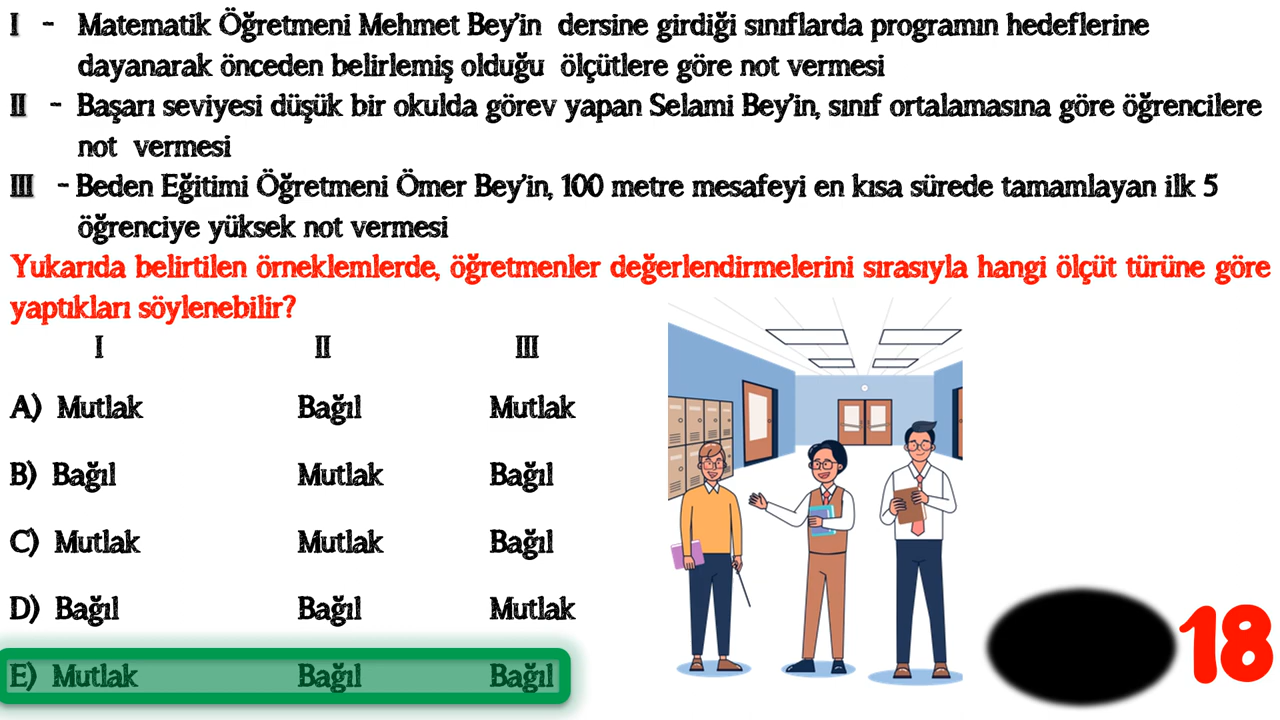 I - Matematik Öğretmeni Mehmet Bey'in dersine girdiği sınıflarda programın hedeflerine
dayanarak önceden belirlemiş olduğu ölçütlere göre not vermesi
II - Başarı seviyesi düşük bir okulda görev yapan Selami Bey'in, sınıf ortalamasına göre öğrencilere
not vermesi
III - Beden Eğitimi Öğretmeni Ömer Bey'in, 100 metre mesafeyi en kısa sürede tamamlayan ilk 5
öğrenciye yüksek not vermesi
Yukarıda belirtilen örneklemlerde, öğretmenler değerlendirmelerini sırasıyla hangi ölçüt türüne göre
yaptıkları söylenebilir?
I II III
A) Mutlak Bağıl Mutlak
B) Bağıl Mutlak Bağıl
C) Mutlak Mutlak Bağıl
D) Bağıl Bağıl Mutlak
E) Mutlak Bağıl Bağıl
18